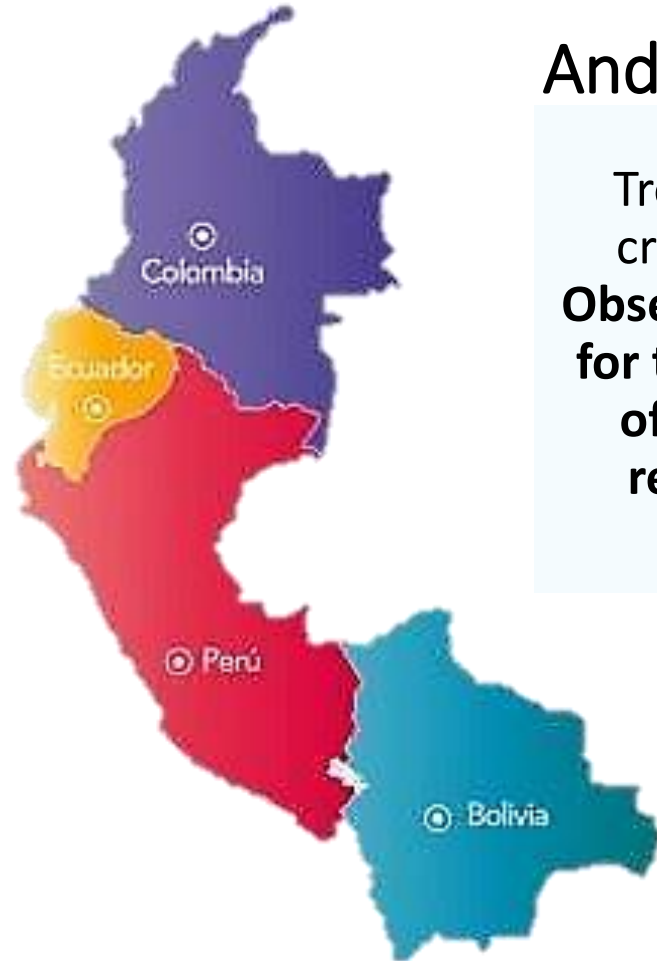 And
Tr
cr
Obse
for t
of
re
Colombia
Ecuador
Perú
Bolivia